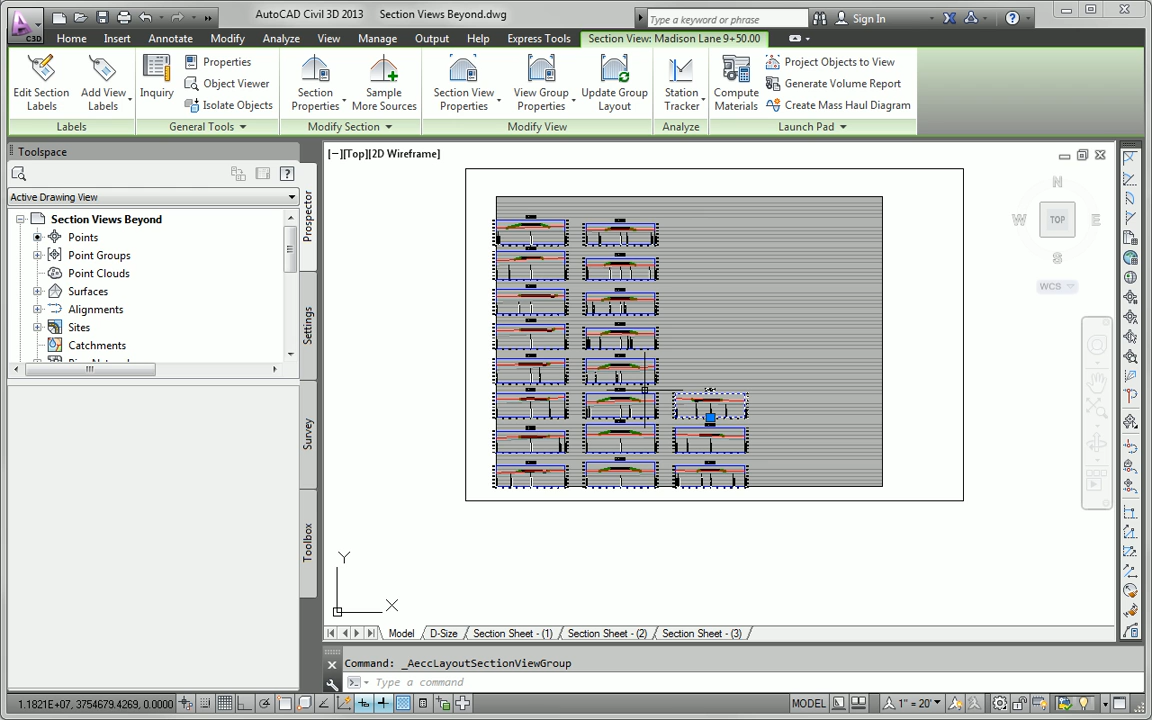 AutoCAD Civil 3D 2013 Section Views Beyond.dwg
Type a keyword or phrase
Sign In
C3D
Home Insert Annotate Modify Analyze View Manage Output Help Express Tools Section View: Madison Lane 9+50.00
Edit Section Labels
Add View Labels
Inquiry
Properties
Object Viewer
Isolate Objects
Section Properties
Sample More Sources
Section View Properties
View Group Properties
Update Group Layout
Station Tracker
Compute Materials
Project Objects to View
Generate Volume Report
Create Mass Haul Diagram
Labels General Tools Modify Section Modify View Analyze Launch Pad
Toolspace
[−][Top][2D Wireframe]
Active Drawing View
Section Views Beyond
Points
Point Groups
Point Clouds
Surfaces
Alignments
Sites
Catchments
Prospector
Settings
Survey
Toolbox
N
W TOP E
S
WCS
Y
X
Model D-Size Section Sheet - (1) Section Sheet - (2) Section Sheet - (3)
Command: _AeccLayoutSectionViewGroup
Type a command
1.1821E+07, 3754679.4269, 0.0000
MODEL
1" = 20'